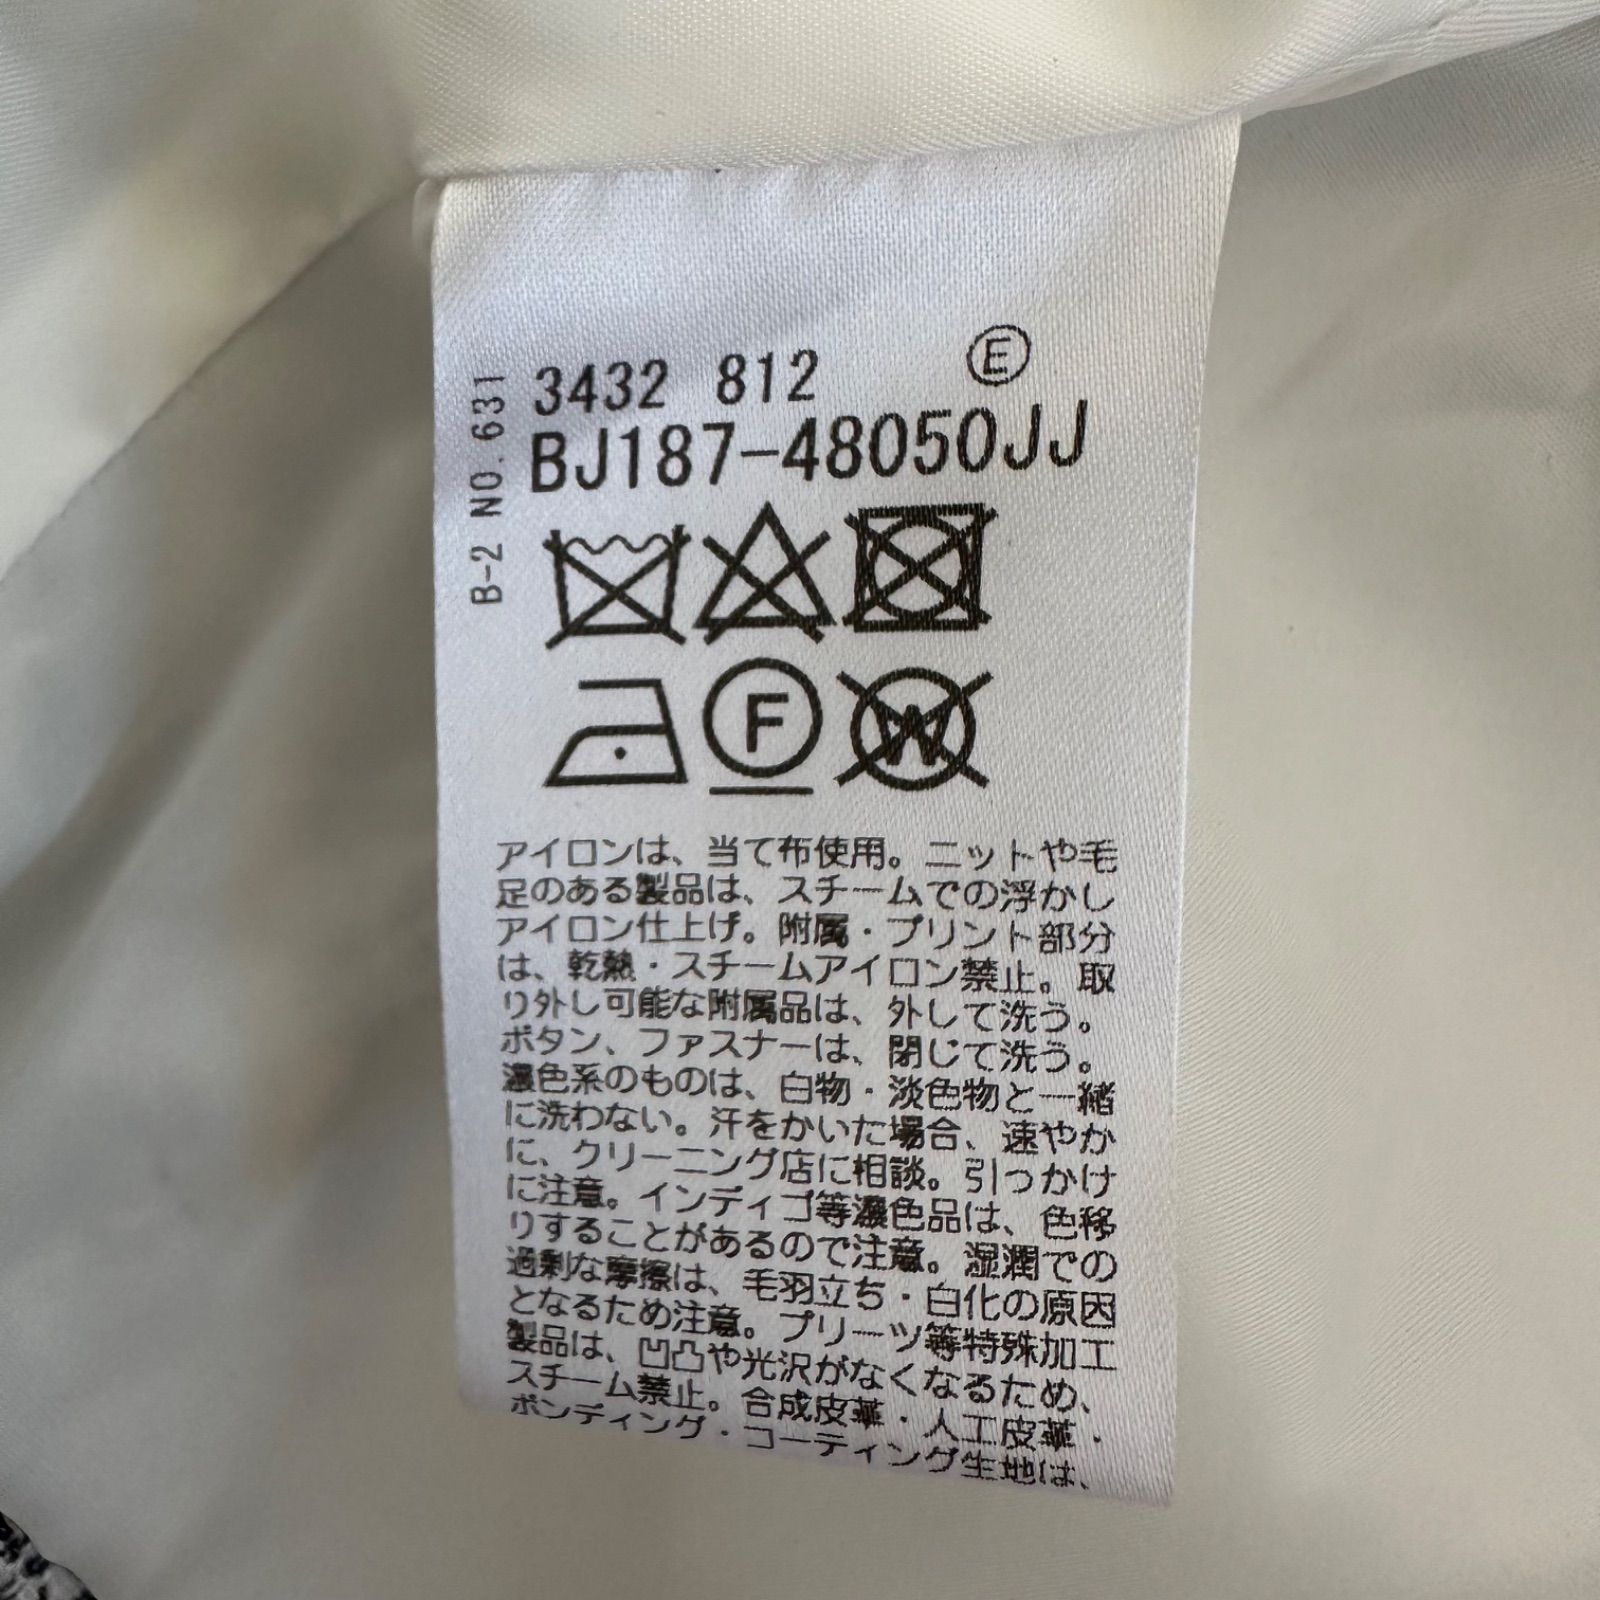 3432 812 Ⓔ
BJ187-48050JJ
B-2 NO.631
F
W
アイロンは、当て布使用。ニットや毛
足のある製品は、スチームでの浮かし
アイロン仕上げ。附属・プリント部分
は、乾熱・スチームアイロン禁止。取
り外し可能な附属品は、外して洗う。
ボタン、ファスナーは、閉じて洗う。
濃色系のものは、白物・淡色物と一緒
に洗わない。汗をかいた場合、速やか
に、クリーニング店に相談。引っかけ
に注意。インディゴ等濃色品は、色移
りすることがあるので注意。湿潤での
過剰な摩擦は、毛羽立ち・白化の原因
となるため注意。プリーツ等特殊加工
製品は、凹凸や光沢がなくなるため、
スチーム禁止。合成皮革・人工皮革・
ボンディング・コーティング生地は、